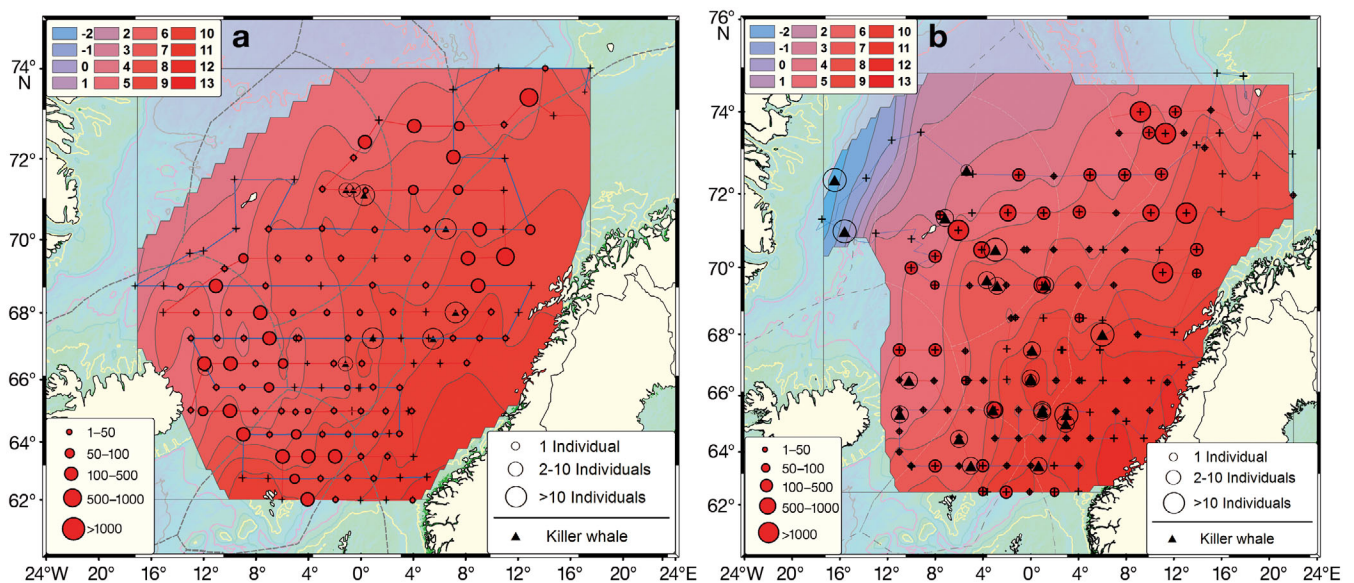 a
-2 2 6 10
-1 3 7 11
0 4 8 12
1 5 9 13
74°
N
72°
70°
68°
66°
64°
62°
1–50
50–100
100–500
500–1000
>1000
1 Individual
2-10 Individuals
>10 Individuals
Killer whale
24°W 20° 16° 12° 8° 4° 0° 4° 8° 12° 16° 20°
b
76°
N
-2 2 6 10
-1 3 7 11
0 4 8 12
1 5 9 13
74°
72°
70°
68°
66°
64°
62°
1–50
50–100
100–500
500–1000
>1000
1 Individual
2-10 Individuals
>10 Individuals
Killer whale
24° 20° 16° 12° 8° 4° 0° 4° 8° 12° 16° 20° 24°E